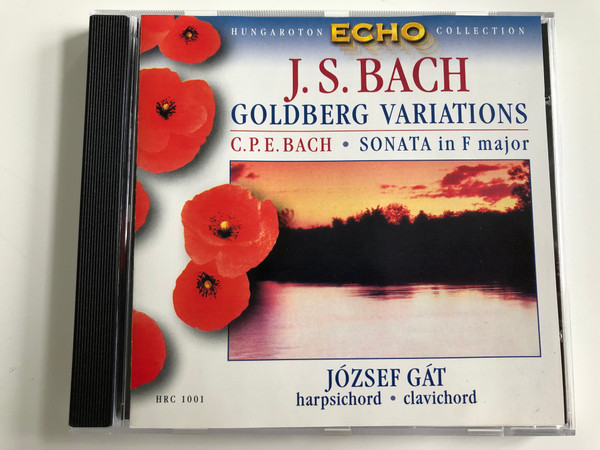 HUNGAROTON ECHO COLLECTION
J. S. BACH
GOLDBERG VARIATIONS
C.P.E. BACH • SONATA in F major
JÓZSEF GÁT
harpsichord • clavichord
HRC 1001